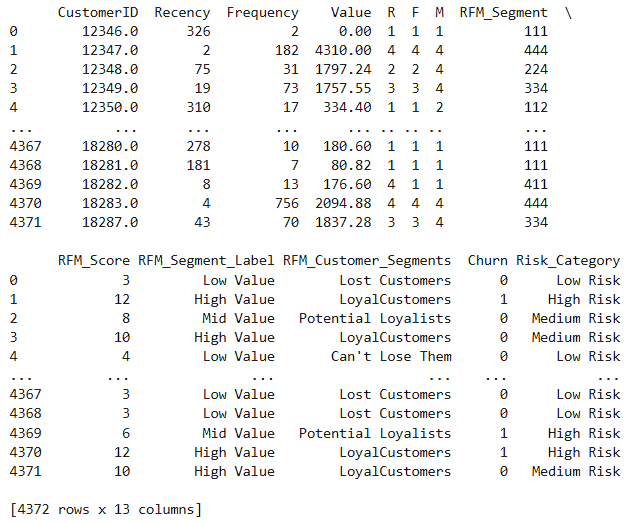 CustomerID Recency Frequency Value R F M RFM_Segment \
0 12346.0 326 2 0.00 1 1 1 111
1 12347.0 2 182 4310.00 4 4 4 444
2 12348.0 75 31 1797.24 2 2 4 224
3 12349.0 19 73 1757.55 3 3 4 334
4 12350.0 310 17 334.40 1 1 2 112
... ... ... ... ... .. .. .. ...
4367 18280.0 278 10 180.60 1 1 1 111
4368 18281.0 181 7 80.82 1 1 1 111
4369 18282.0 8 13 176.60 4 1 1 411
4370 18283.0 4 756 2094.88 4 4 4 444
4371 18287.0 43 70 1837.28 3 3 4 334
RFM_Score RFM_Segment_Label RFM_Customer_Segments Churn Risk_Category
0 3 Low Value Lost Customers 0 Low Risk
1 12 High Value LoyalCustomers 1 High Risk
2 8 Mid Value Potential Loyalists 0 Medium Risk
3 10 High Value LoyalCustomers 0 Medium Risk
4 4 Low Value Can't Lose Them 0 Low Risk
... ... ... ... ... ...
4367 3 Low Value Lost Customers 0 Low Risk
4368 3 Low Value Lost Customers 0 Low Risk
4369 6 Mid Value Potential Loyalists 1 High Risk
4370 12 High Value LoyalCustomers 1 High Risk
4371 10 High Value LoyalCustomers 0 Medium Risk
[4372 rows x 13 columns]